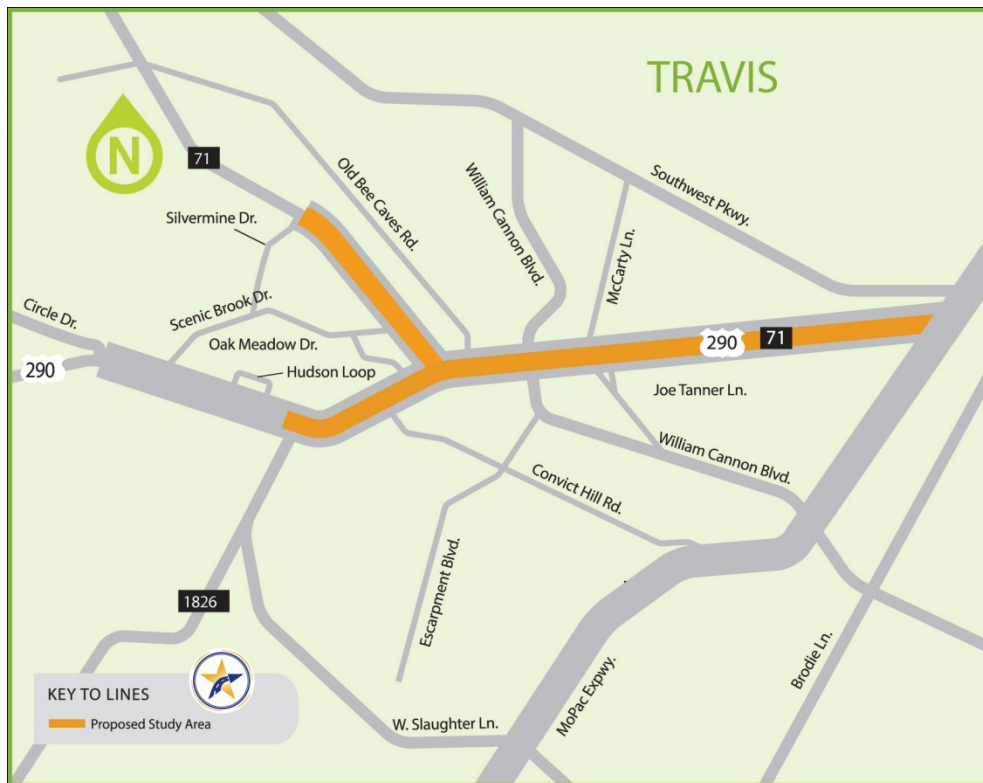 TRAVIS
N
71
Old Bee Caves Rd.
William Cannon Blvd.
Southwest Pkwy.
McCarty Ln.
Silvermine Dr.
Circle Dr.
Scenic Brook Dr.
Oak Meadow Dr.
290
71
290
Hudson Loop
Joe Tanner Ln.
William Cannon Blvd.
Convict Hill Rd.
Escarpment Blvd.
1826
Brodie Ln.
MoPac Expwy.
W. Slaughter Ln.
KEY TO LINES
Proposed Study Area